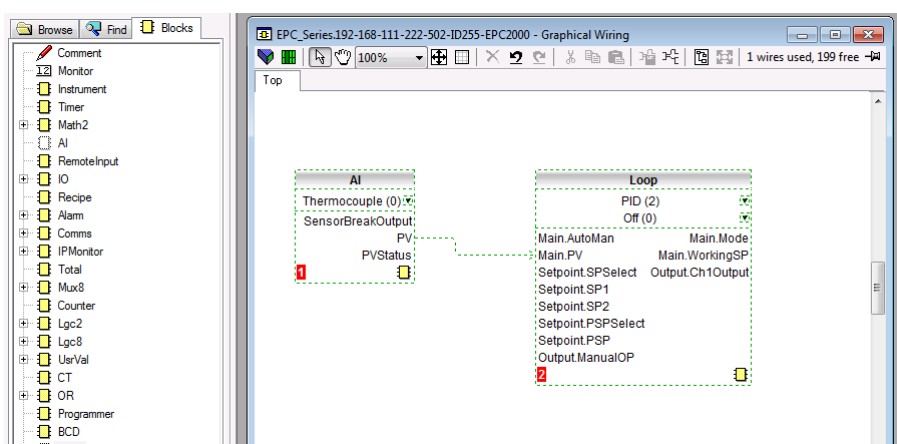 Browse Find Blocks
Comment
12 Monitor
Instrument
Timer
Math2
AI
RemoteInput
IO
Recipe
Alarm
Comms
IPMonitor
Total
Mux8
Counter
Lgc2
Lgc8
UsrVal
CT
OR
Programmer
BCD
EPC_Series.192-168-111-222-502-ID255-EPC2000 - Graphical Wiring
100% 1 wires used, 199 free
Top
AI
Thermocouple (0)
SensorBreakOutput
PV
PVStatus
1
Loop
PID (2)
Off (0)
Main.AutoMan Main.Mode
Main.PV Main.WorkingSP
Setpoint.SPSelect Output.Ch1Output
Setpoint.SP1
Setpoint.SP2
Setpoint.PSPSelect
Setpoint.PSP
Output.ManualOP
2